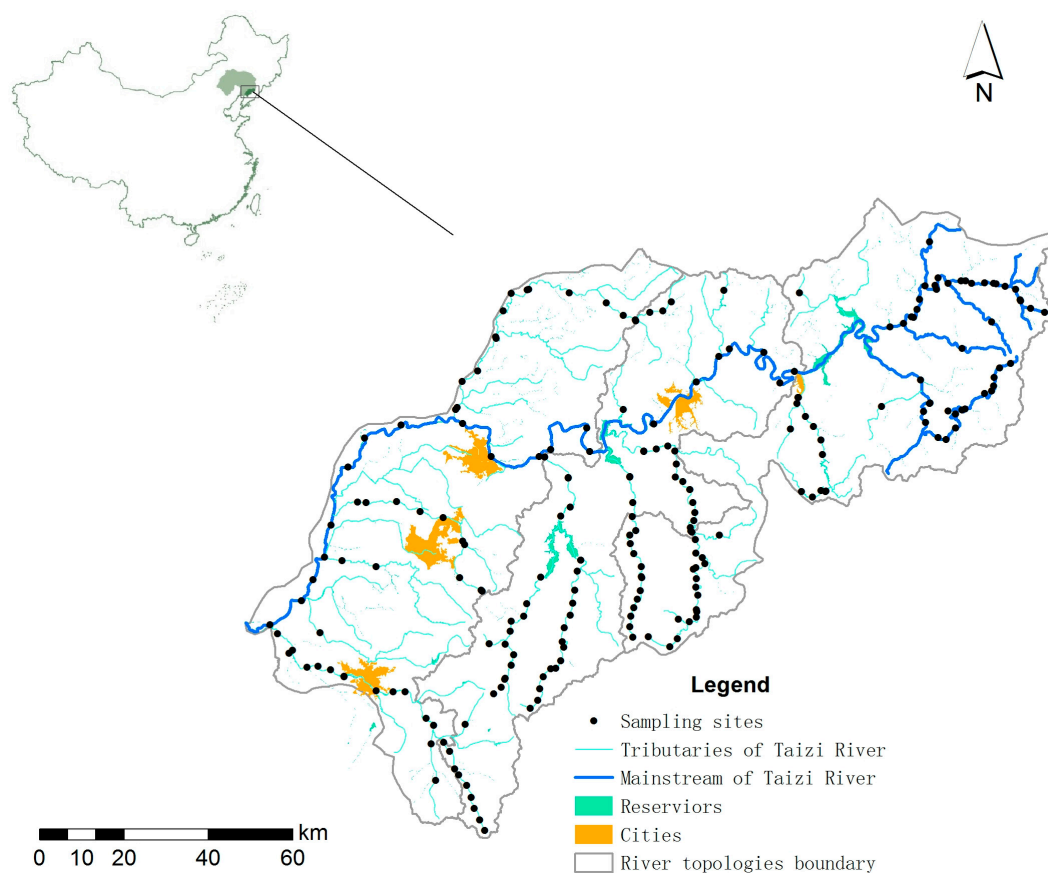 N
Legend
Sampling sites
Tributaries of Taizi River
Mainstream of Taizi River
Reserviors
Cities
River topologies boundary
km
0 10 20 40 60